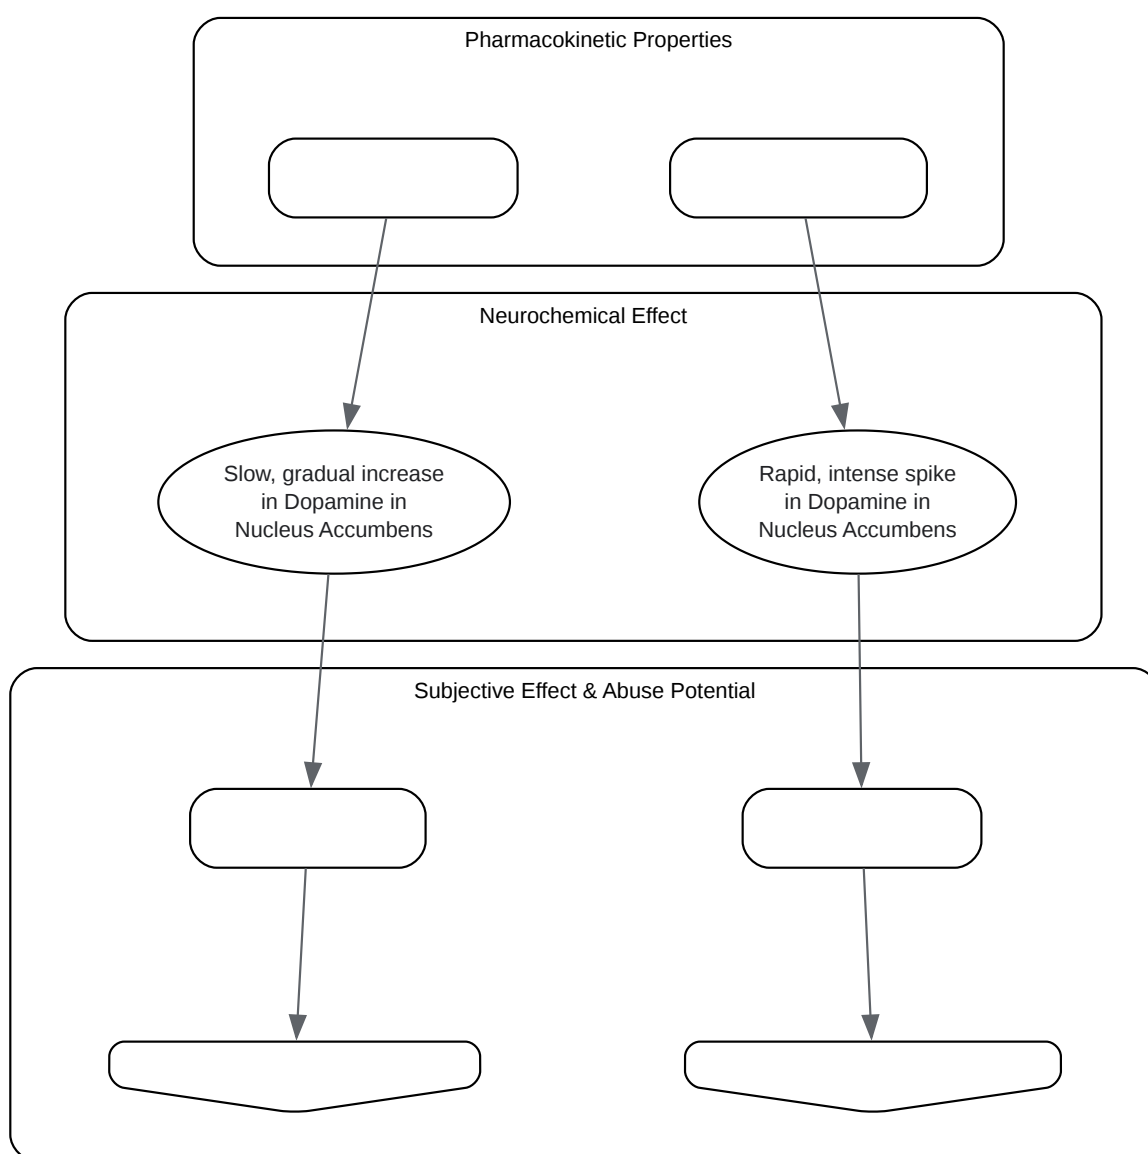 Pharmacokinetic Properties
Neurochemical Effect
Slow, gradual increase
in Dopamine in
Nucleus Accumbens
Rapid, intense spike
in Dopamine in
Nucleus Accumbens
Subjective Effect & Abuse Potential